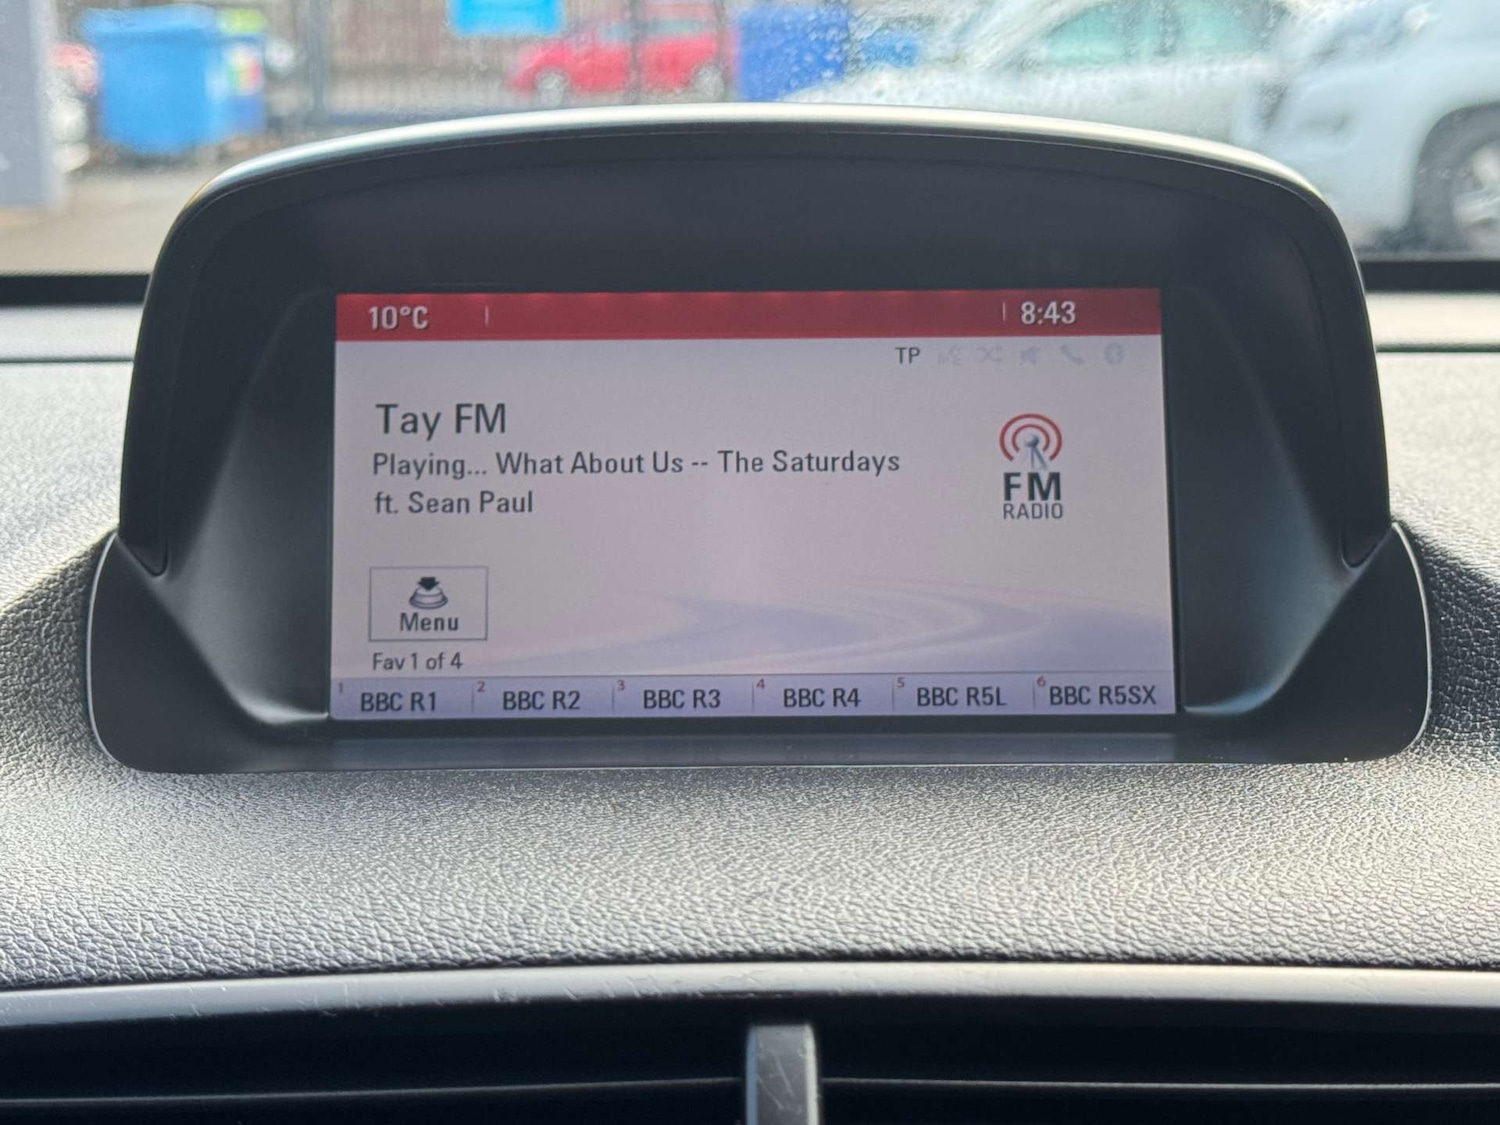 10°C 8:43
TP
Tay FM
Playing... What About Us -- The Saturdays
ft. Sean Paul
FM
RADIO
Menu
Fav 1 of 4
1 BBC R1 2 BBC R2 3 BBC R3 4 BBC R4 5 BBC R5L 6 BBC R5SX